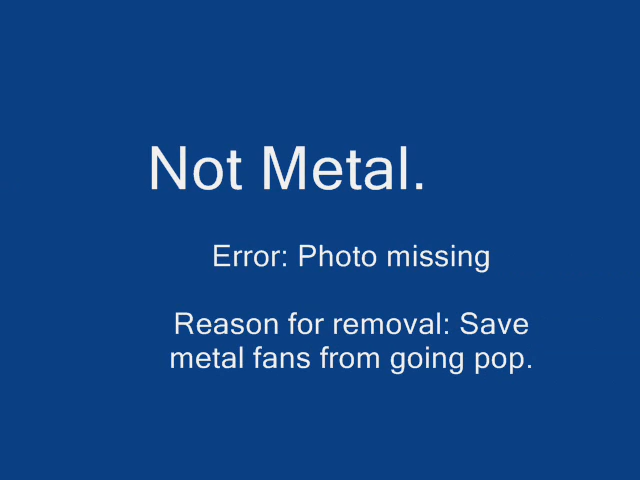 Not Metal.
Error: Photo missing
Reason for removal: Save
metal fans from going pop.